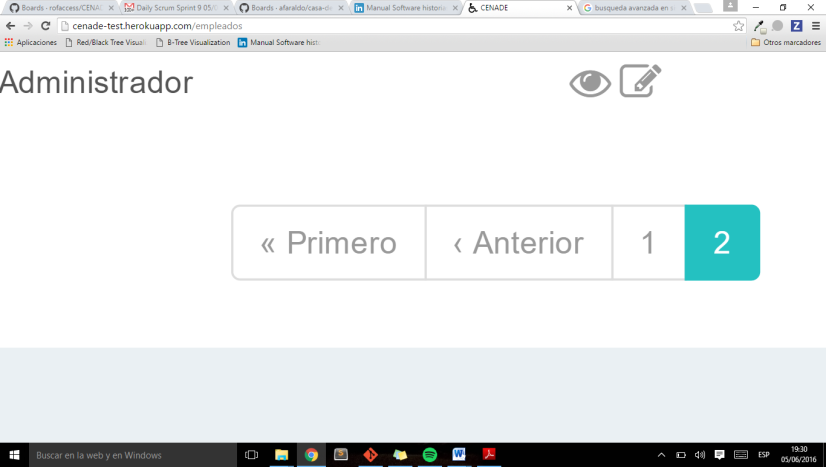 Boards - rofaccess/CENA
Daily Scrum Sprint 9 05/0
Boards - afaraldo/casa-d
Manual Software historia
CENADE
busqueda avanzada en s
cenade-test.herokuapp.com/empleados
Aplicaciones
Red/Black Tree Visual
B-Tree Visualization
Manual Software histo
Otros marcadores
Administrador
« Primero
‹ Anterior
1
2
Buscar en la web y en Windows
ESP
19:30
05/06/2016